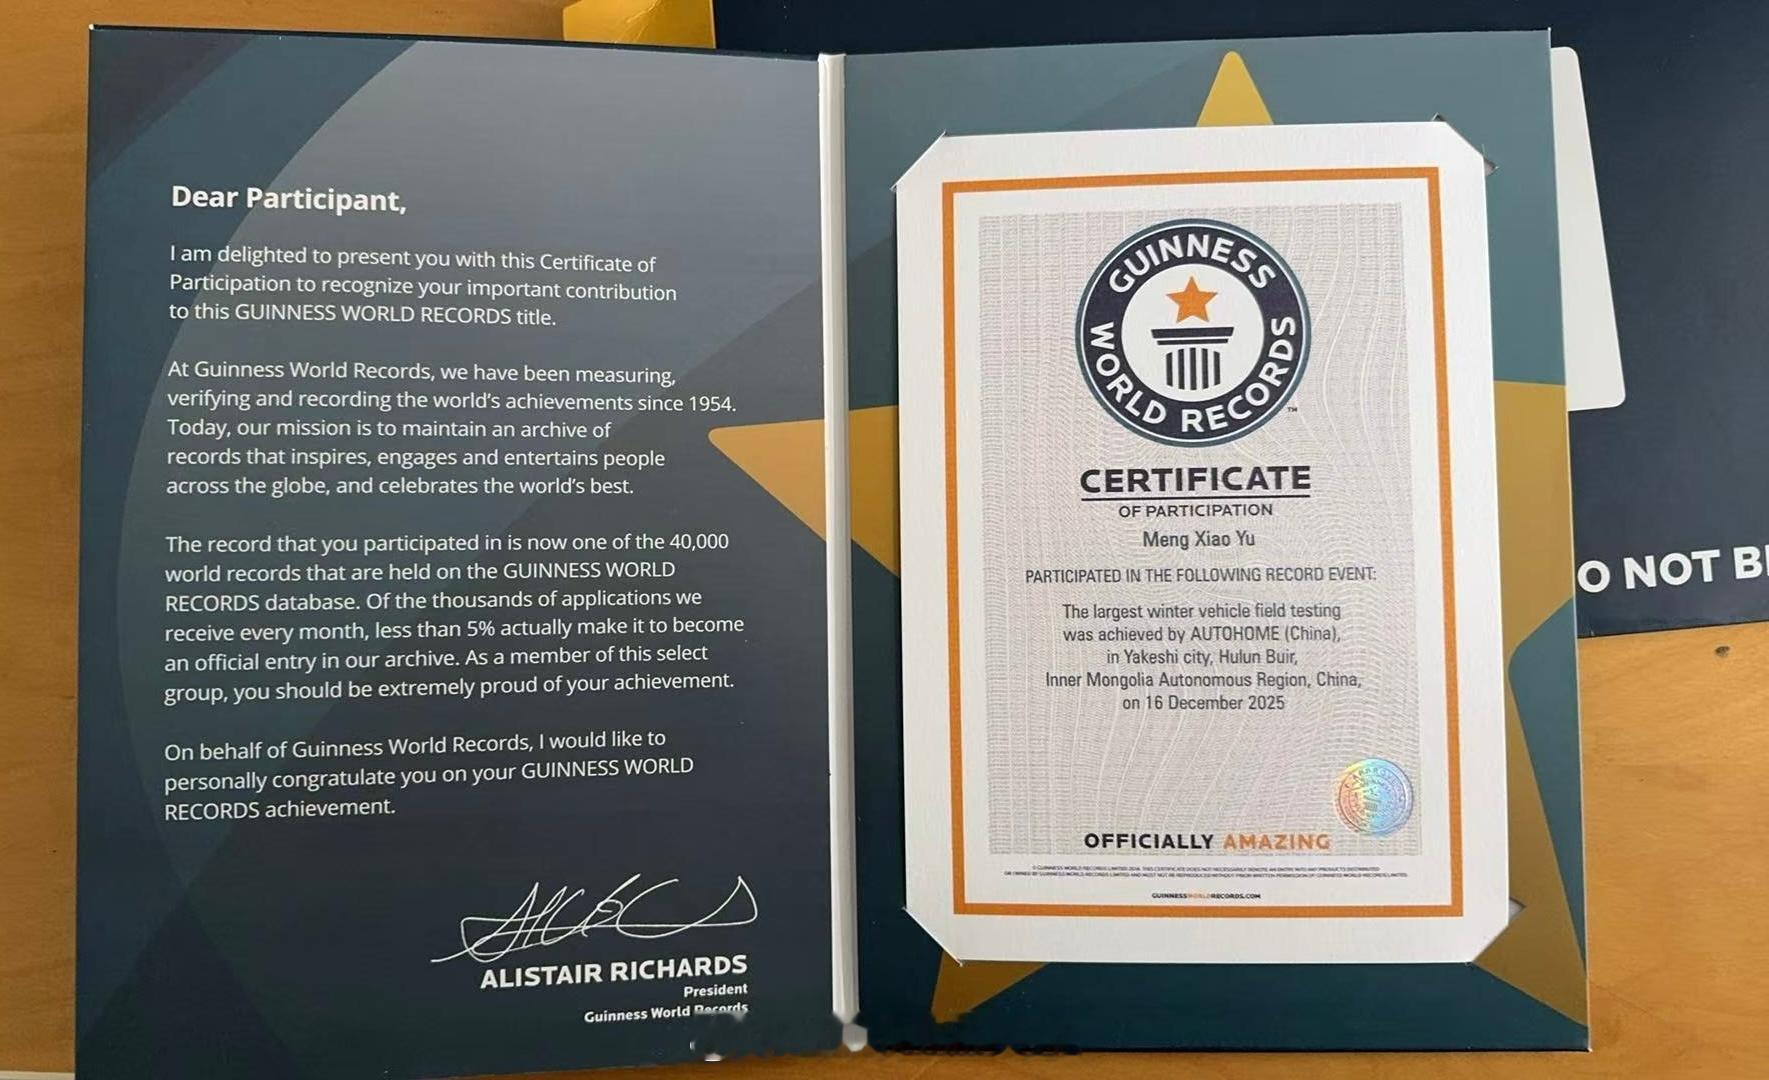 Dear Participant,
I am delighted to present you with this Certificate of
Participation to recognize your important contribution
to this GUINNESS WORLD RECORDS title.
At Guinness World Records, we have been measuring,
verifying and recording the world's achievements since 1954.
Today, our mission is to maintain an archive of
records that inspires, engages and entertains people
across the globe, and celebrates the world's best.
The record that you participated in is now one of the 40,000
world records that are held on the GUINNESS WORLD
RECORDS database. Of the thousands of applications we
receive every month, less than 5% actually make it to become
an official entry in our archive. As a member of this select
group, you should be extremely proud of your achievement.
On behalf of Guinness World Records, I would like to
personally congratulate you on your GUINNESS WORLD
RECORDS achievement.
ALISTAIR RICHARDS
President
Guinness World Records
GUINNESS
WORLD RECORDS
TM
CERTIFICATE
OF PARTICIPATION
Meng Xiao Yu
PARTICIPATED IN THE FOLLOWING RECORD EVENT:
The largest winter vehicle field testing
was achieved by AUTOHOME (China),
in Yakeshi city, Hulun Buir,
Inner Mongolia Autonomous Region, China,
on 16 December 2025
APPROVED
OFFICIALLY AMAZING
GUINNESSWORLDRECORDS.COM
O NOT B